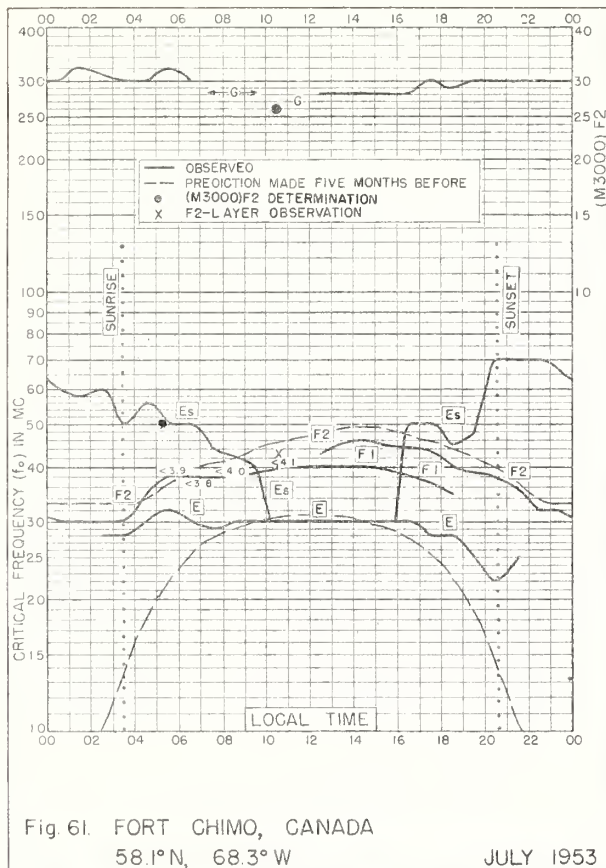 00 02 04 06 08 10 12 14 16 18 20 22 00
400 40
300 30
G G
250 25
200 20
OBSERVED
PREDICTION MADE FIVE MONTHS BEFORE
(M3000)F2 DETERMINATION
X F2-LAYER OBSERVATION
(M3000) F2
150 15
SUNRISE
SUNSET
100 10
90
80
70
60
Es
50 Es
F2
F1
<4.1
40 <3.9 <4.0
<3.8
F2 Es F1 F2
E E
30 E
25
20
15
10
CRITICAL FREQUENCY (fo) IN MC
LOCAL TIME
00 02 04 06 08 10 12 14 16 18 20 22 00
Fig. 61. FORT CHIMO, CANADA
58.1°N, 68.3°W JULY 1953